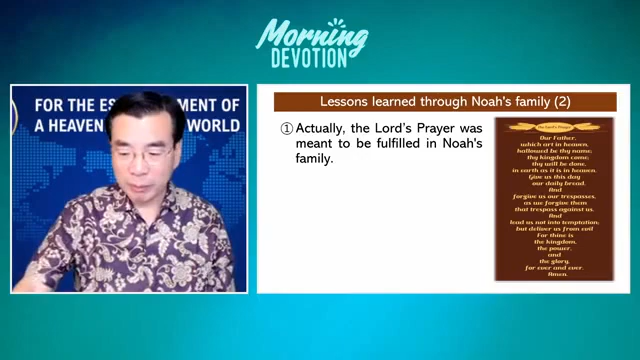 Morning
DEVOTION
FOR THE ES MENT OF
A HEAVEN WORLD
Lessons learned through Noah's family (2)
① Actually, the Lord's Prayer was
meant to be fulfilled in Noah's
family.
The Lord's Prayer
Our Father,
which art in heaven,
hallowed be thy name;
thy kingdom come;
thy will be done,
in earth as it is in heaven.
Give us this day
our daily bread,
And
forgive us our trespasses,
as we forgive them
that trespass against us.
And
lead us not into temptation;
but deliver us from evil
For thine is
the kingdom,
the power,
and
the glory,
for ever and ever.
Amen.